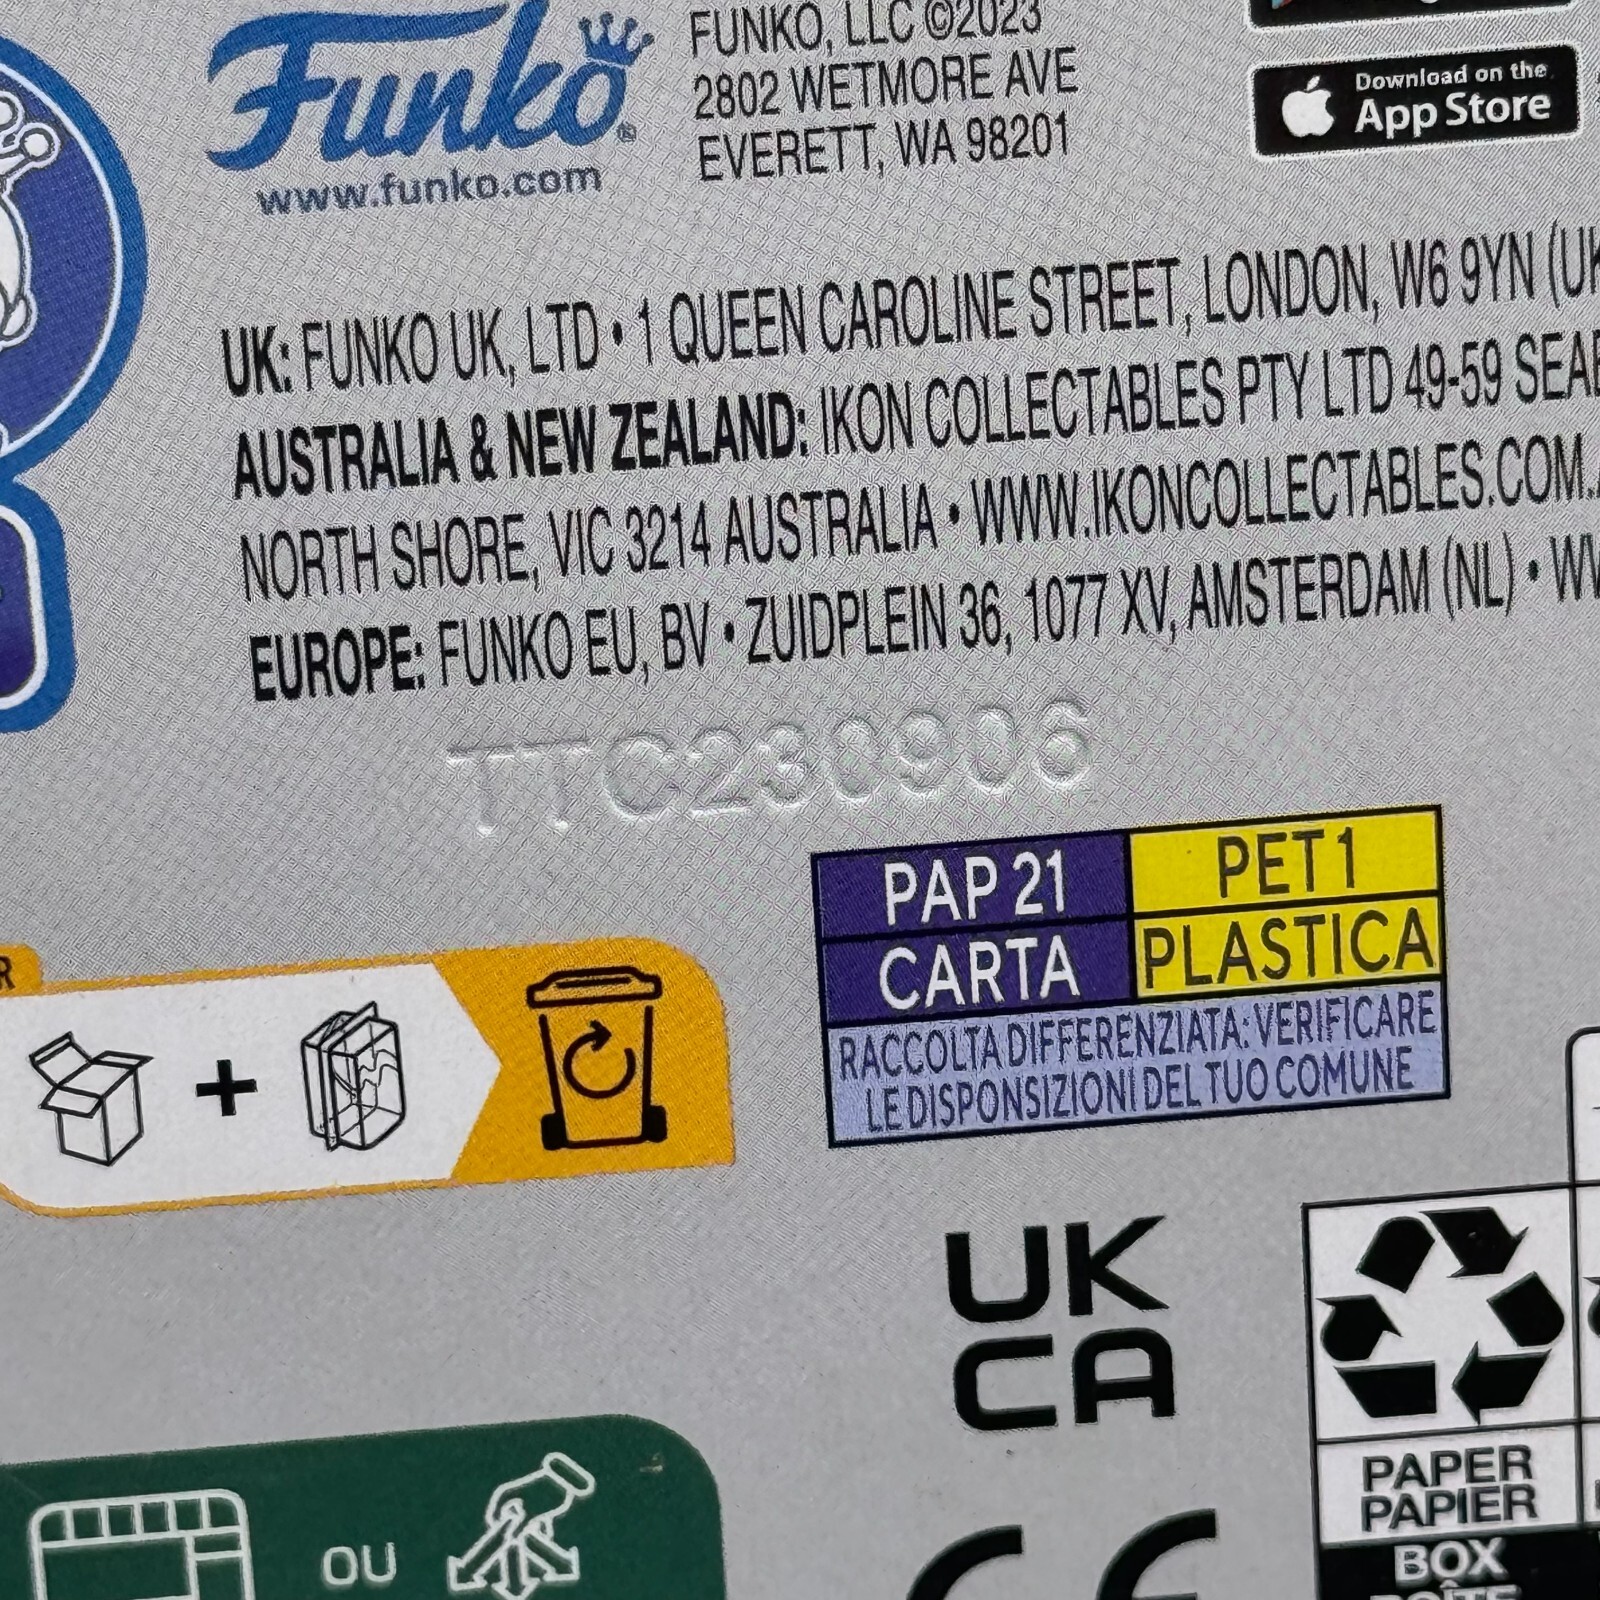 Funko®
www.funko.com
FUNKO, LLC ©2023
2802 WETMORE AVE
EVERETT, WA 98201
Download on the
App Store
UK: FUNKO UK, LTD • 1 QUEEN CAROLINE STREET, LONDON, W6 9YN (UK
AUSTRALIA & NEW ZEALAND: IKON COLLECTABLES PTY LTD 49-59
NORTH SHORE, VIC 3214 AUSTRALIA • WWW.IKONCOLLECTABLES.COM.
EUROPE: FUNKO EU, BV • ZUIDPLEIN 36, 1077 XV, AMSTERDAM (NL) •
TTC230906
PAP 21
PET 1
CARTA
PLASTICA
RACCOLTA DIFFERENZIATA: VERIFICARE
LE DISPONSIZIONI DEL TUO COMUNE
+
UK
CA
CE
PAPER
PAPIER
BOX
BOÎTE
OU